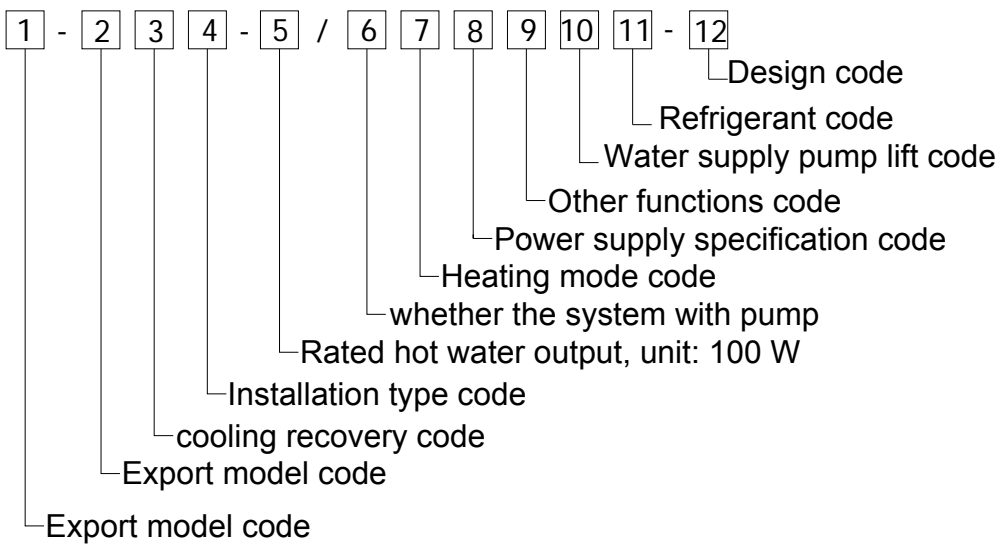 1 - 2 3 4 - 5 / 6 7 8 9 10 11 - 12
Design code
Refrigerant code
Water supply pump lift code
Other functions code
Power supply specification code
Heating mode code
whether the system with pump
Rated hot water output, unit: 100 W
Installation type code
cooling recovery code
Export model code
Export model code